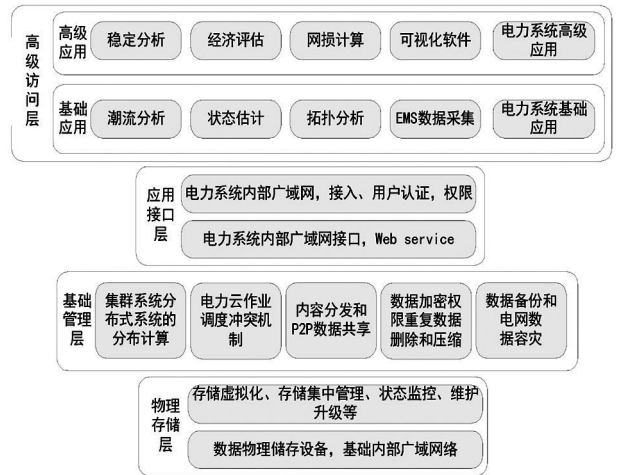 高级访问层
高级应用
稳定分析
经济评估
网损计算
可视化软件
电力系统高级
应用
基础应用
潮流分析
状态估计
拓扑分析
EMS数据采集
电力系统基础
应用
应用
接口
层
电力系统内部广域网，接入、用户认证，权限
电力系统内部广域网接口，Web service
基础
管理
层
集群系统分
布式系统的
分布计算
电力云作业
调度冲突机
制
内容分发和
P2P数据共享
数据加密权
限重复数据
删除和压缩
数据备份和
电网数
据容灾
物理
存储
层
存储虚拟化、存储集中管理、状态监控、维护
升级等
数据物理储存设备，基础内部广域网络